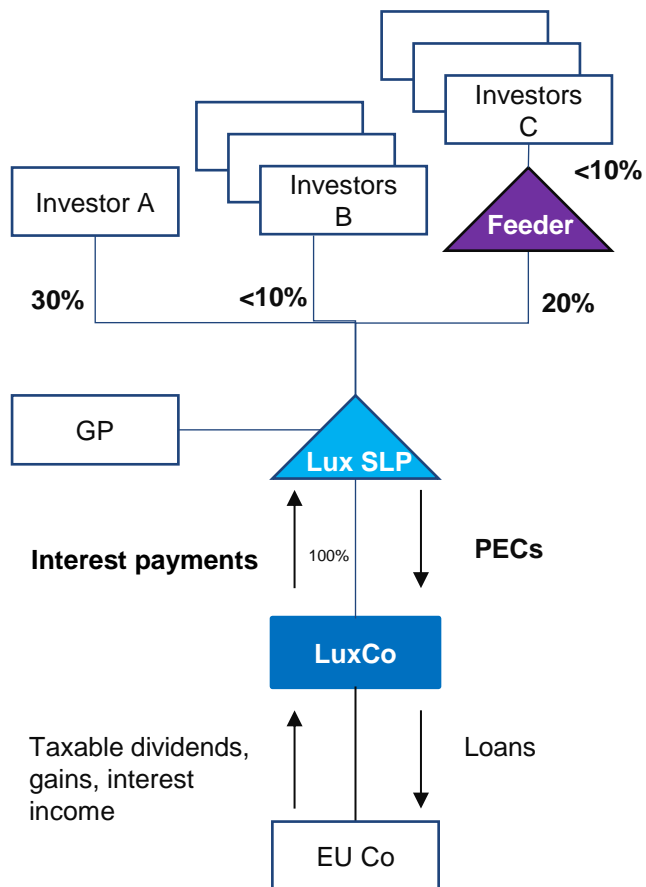 Investors
C
<10%
Investors
B
Investor A
Feeder
30%
<10%
20%
GP
Lux SLP
Interest payments
100%
PECs
LuxCo
Taxable dividends,
gains, interest
income
Loans
EU Co